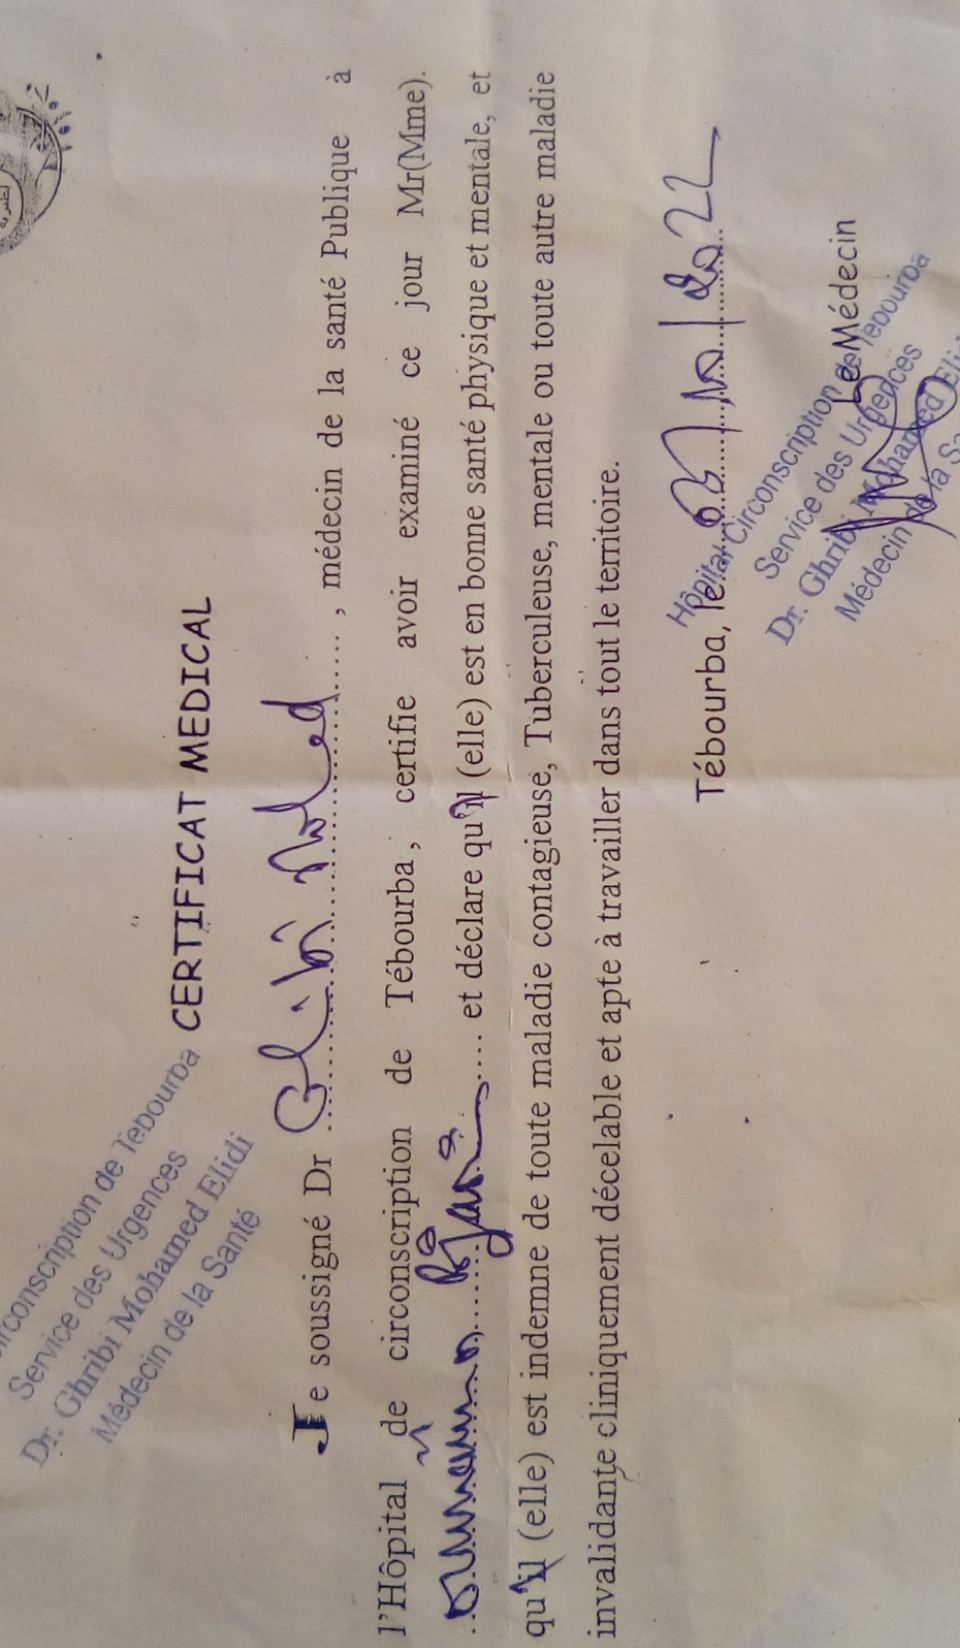 Circonscription de Tebourba
Service des Urgences
Dr. Ghribi Mohamed Elidi
Médecin de la Santé
CERTIFICAT MEDICAL
Je soussigné Dr Ghribi Mohamed, médecin de la santé Publique à
l'Hôpital de circonscription de Tébourba, certifie avoir examiné ce jour Mr(Mme).
et déclare qu'il (elle) est en bonne santé physique et mentale, et
qu'il (elle) est indemne de toute maladie contagieuse, Tuberculeuse, mentale ou toute autre maladie
invalidante cliniquement décelable et apte à travailler dans tout le territoire.
Tébourba, le 2022
Le Médecin
Hôpital Circonscription de Tebourba
Service des Urgences
Dr. Ghribi Mohamed Elidi
Médecin de la Sa